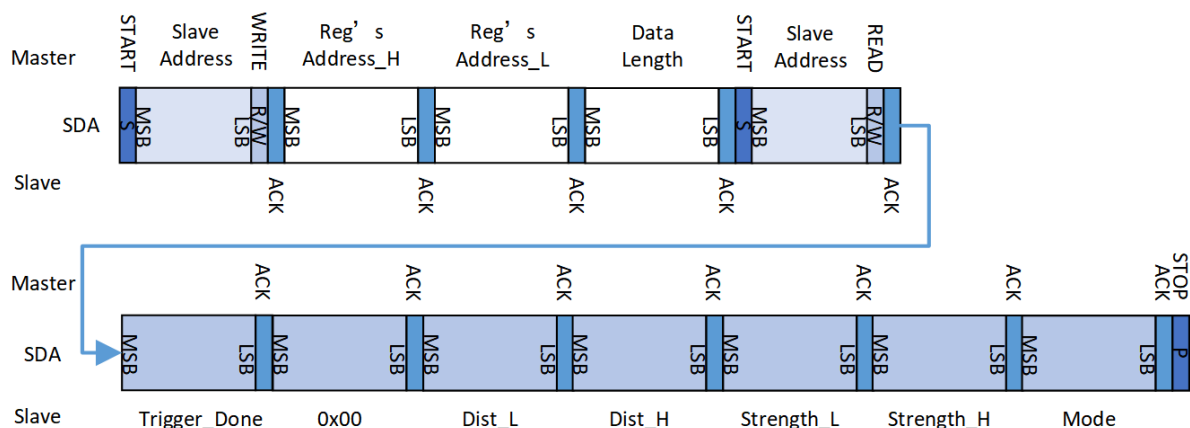 START
Slave
Address
WRITE
Reg’s
Address_H
Reg’s
Address_L
Data
Length
START
Slave
Address
READ
Master
SDA
S
MSB
LSB
R/W
MSB
LSB
MSB
LSB
MSB
LSB
S
MSB
LSB
R/W
Slave
ACK
ACK
ACK
ACK
ACK
Master
ACK
ACK
ACK
ACK
ACK
ACK
ACK
STOP
SDA
MSB
LSB
MSB
LSB
MSB
LSB
MSB
LSB
MSB
LSB
MSB
LSB
MSB
LSB
P
Slave
Trigger_Done
0x00
Dist_L
Dist_H
Strength_L
Strength_H
Mode